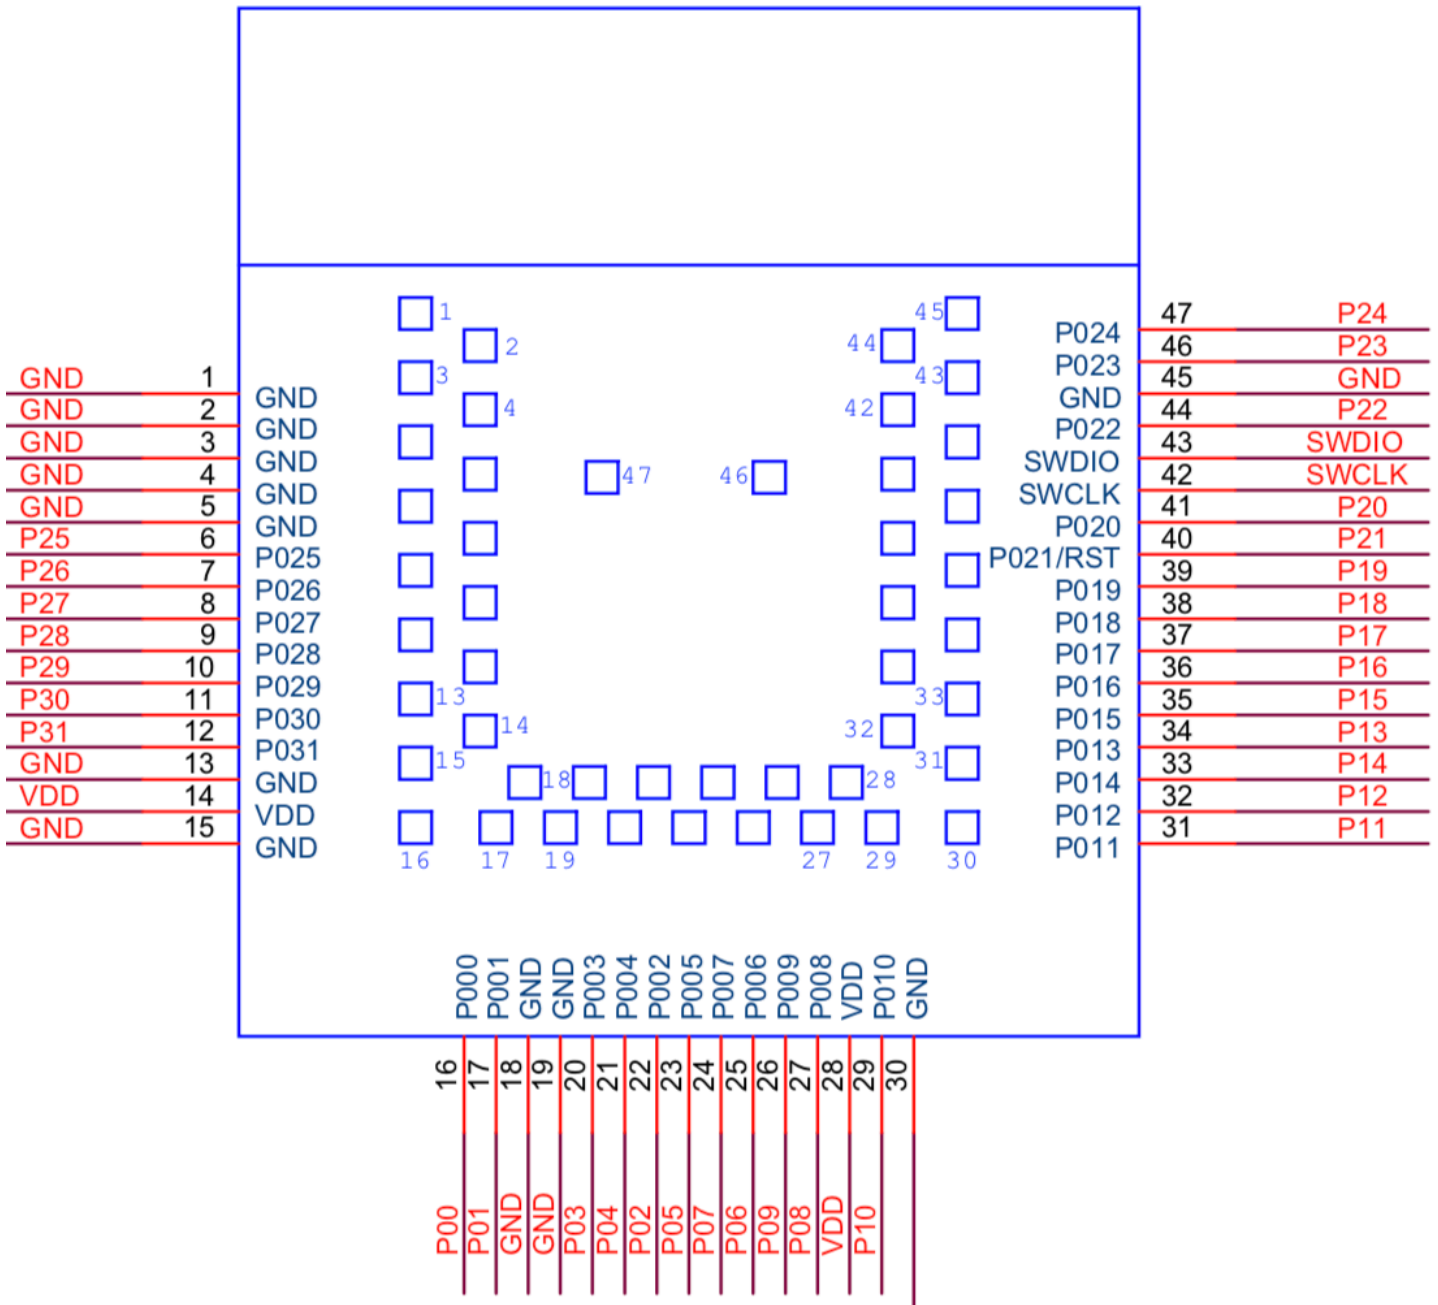 1 45
2 44
3 43
4 42
47 46
13 33
14 32
15 31
18 28
16 17 19 27 29 30
GND 1 GND
GND 2 GND
GND 3 GND
GND 4 GND
GND 5 GND
P25 6 P025
P26 7 P026
P27 8 P027
P28 9 P028
P29 10 P029
P30 11 P030
P31 12 P031
GND 13 GND
VDD 14 VDD
GND 15 GND
P024 47 P24
P023 46 P23
GND 45 GND
P022 44 P22
SWDIO 43 SWDIO
SWCLK 42 SWCLK
P020 41 P20
P021/RST 40 P21
P019 39 P19
P018 38 P18
P017 37 P17
P016 36 P16
P015 35 P15
P013 34 P13
P014 33 P14
P012 32 P12
P011 31 P11
P000 16 P00
P001 17 P01
GND 18 GND
GND 19 GND
P003 20 P03
P004 21 P04
P002 22 P02
P005 23 P05
P007 24 P07
P006 25 P06
P009 26 P09
P008 27 P08
VDD 28 VDD
P010 29 P10
GND 30